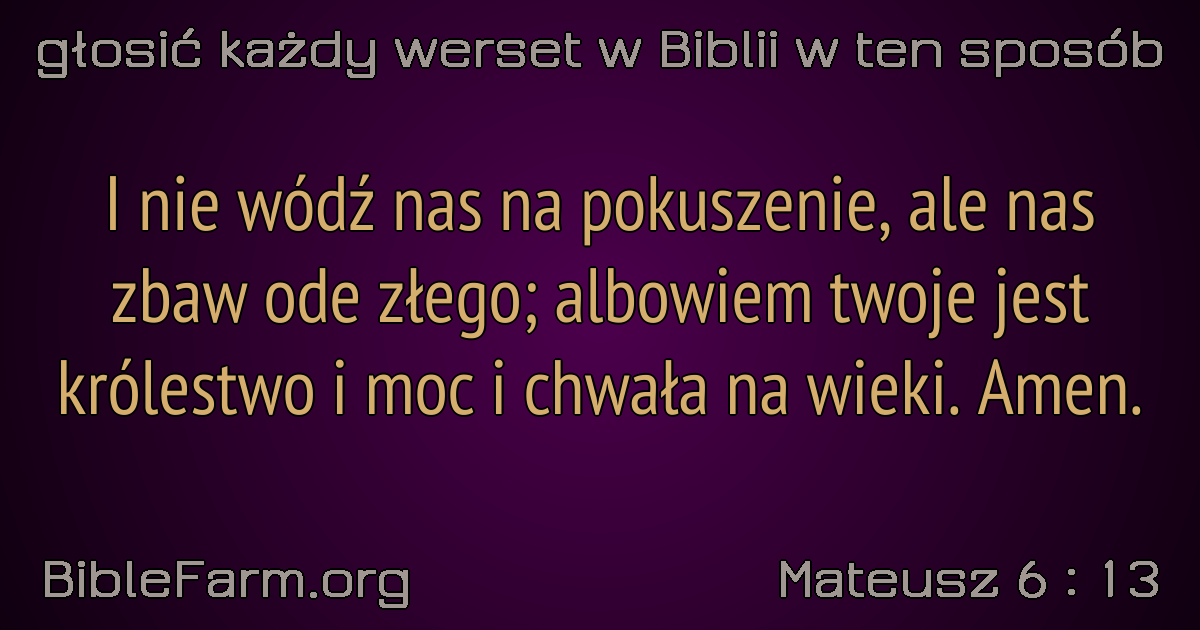 głosić każdy werset w Biblii w ten sposób
I nie wódź nas na pokuszenie, ale nas
zbaw ode złego; albowiem twoje jest
królestwo i moc i chwała na wieki. Amen.
BibleFarm.org
Mateusz 6 : 13